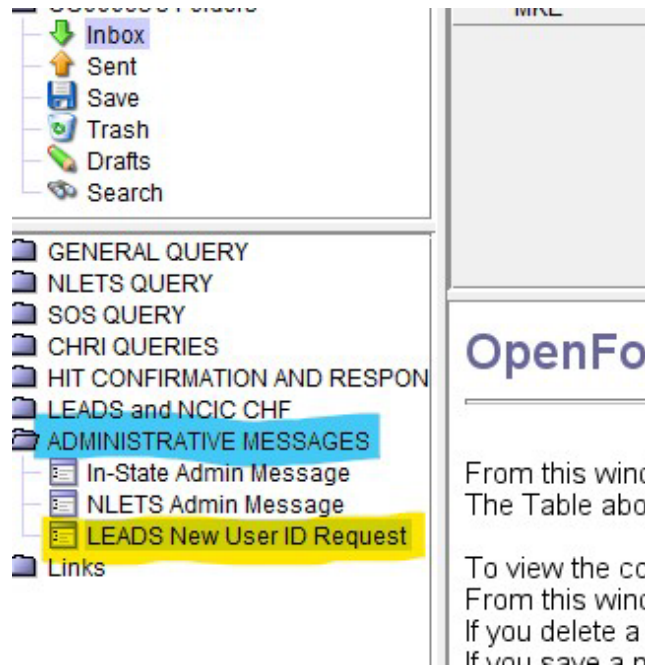 Inbox
Sent
Save
Trash
Drafts
Search
GENERAL QUERY
NLETS QUERY
SOS QUERY
CHRI QUERIES
HIT CONFIRMATION AND RESPON
LEADS and NCIC CHF
ADMINISTRATIVE MESSAGES
In-State Admin Message
NLETS Admin Message
LEADS New User ID Request
Links
OpenFo
From this wind
The Table abo
To view the co
From this wind
If you delete a